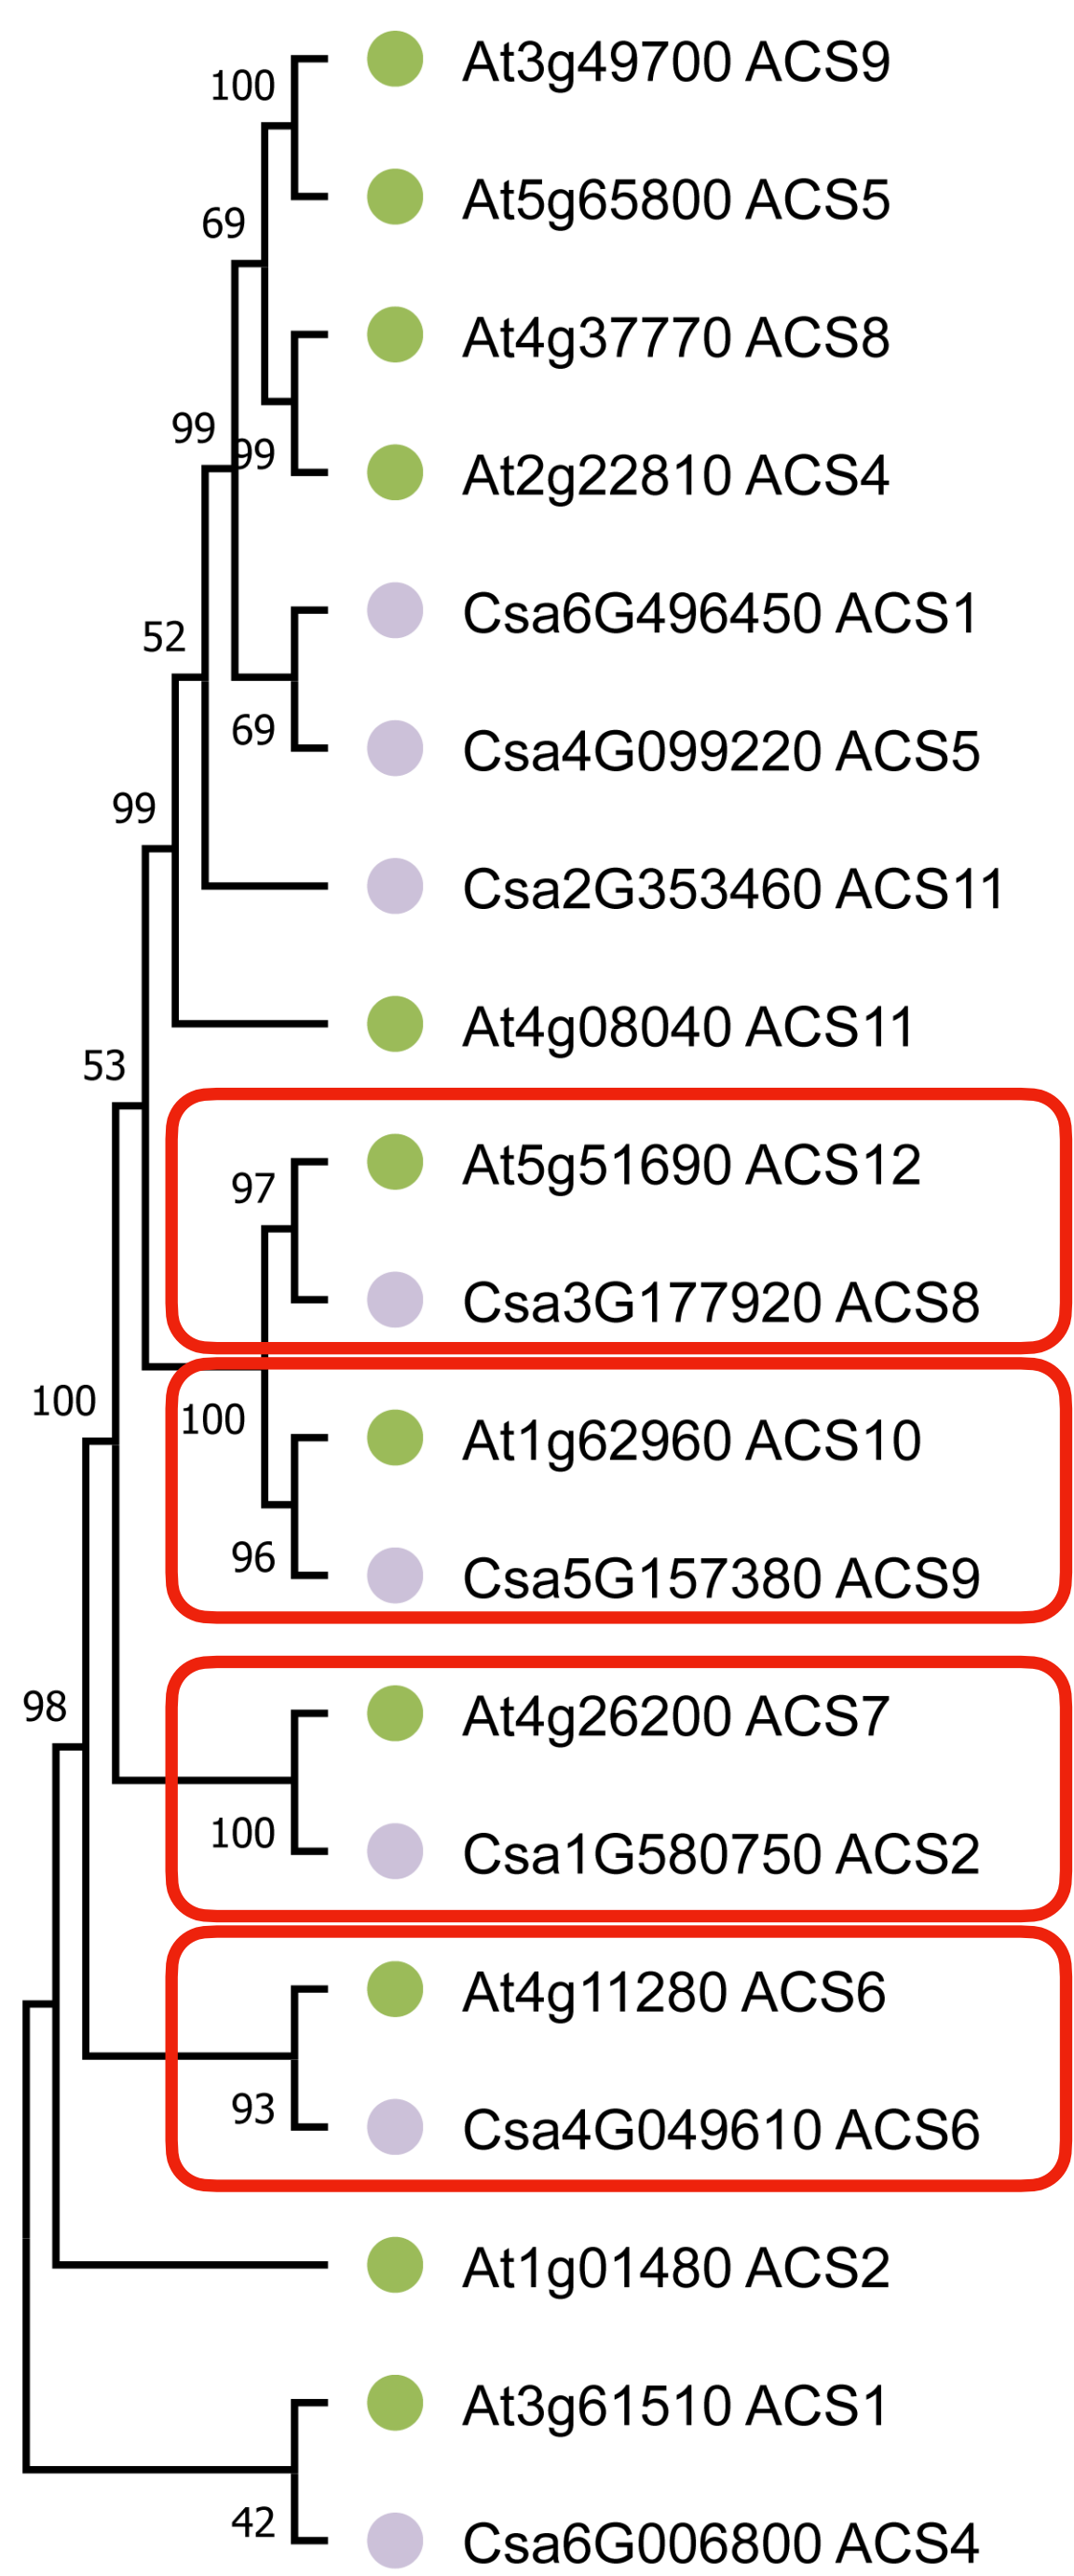 At3g49700 ACS9
100
At5g65800 ACS5
69
At4g37770 ACS8
99
99
At2g22810 ACS4
Csa6G496450 ACS1
52
69
Csa4G099220 ACS5
99
Csa2G353460 ACS11
At4g08040 ACS11
53
At5g51690 ACS12
97
Csa3G177920 ACS8
100
100
At1g62960 ACS10
96
Csa5G157380 ACS9
98
At4g26200 ACS7
100
Csa1G580750 ACS2
At4g11280 ACS6
93
Csa4G049610 ACS6
At1g01480 ACS2
At3g61510 ACS1
42
Csa6G006800 ACS4